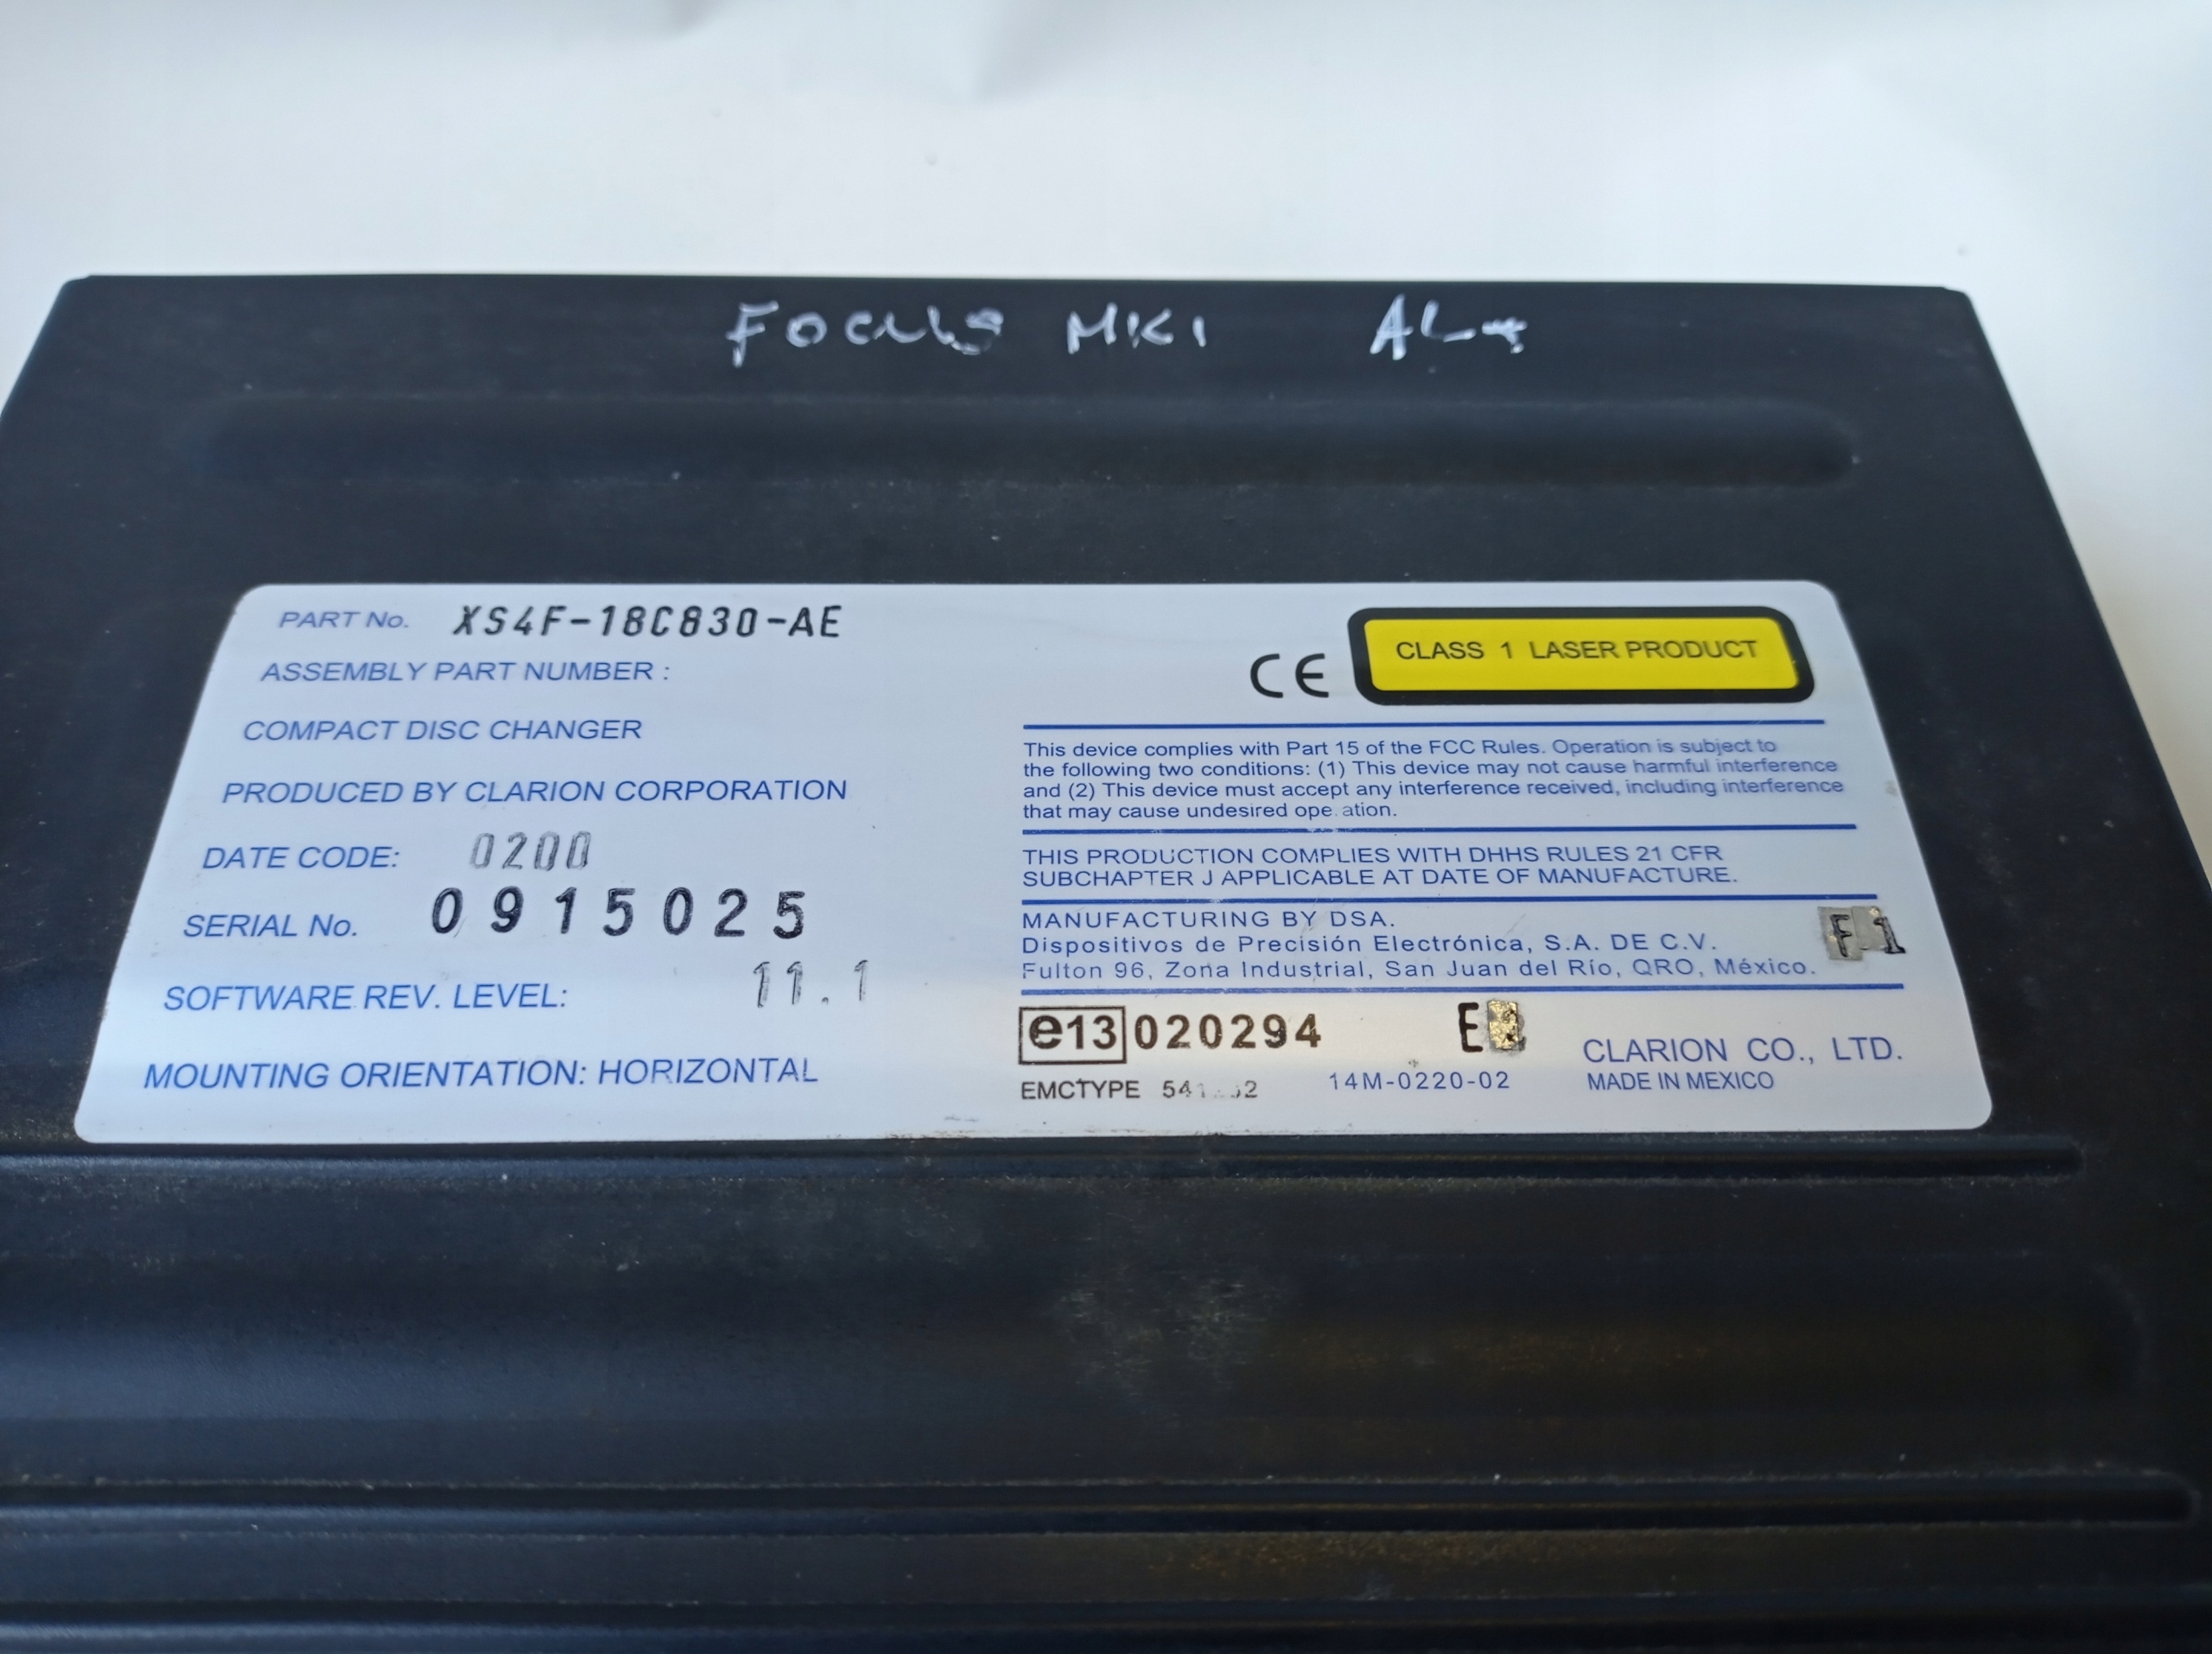 FOCUS MK1
PART No. XS4F-18C830-AE
ASSEMBLY PART NUMBER :
COMPACT DISC CHANGER
PRODUCED BY CLARION CORPORATION
DATE CODE: 0200
SERIAL No. 0915025
SOFTWARE REV. LEVEL: 11.1
MOUNTING ORIENTATION: HORIZONTAL
CE
CLASS 1 LASER PRODUCT
This device complies with Part 15 of the FCC Rules. Operation is subject to
the following two conditions: (1) This device may not cause harmful interference
and (2) This device must accept any interference received, including interference
that may cause undesired ope ation.
THIS PRODUCTION COMPLIES WITH DHHS RULES 21 CFR
SUBCHAPTER J APPLICABLE AT DATE OF MANUFACTURE.
MANUFACTURING BY DSA.
Dispositivos de Precisión Electrónica, S.A. DE C.V.
Fulton 96, Zona Industrial, San Juan del Río, QRO, México.
F-1
e13 020294
EMCTYPE
14M-0220-02
CLARION CO., LTD.
MADE IN MEXICO